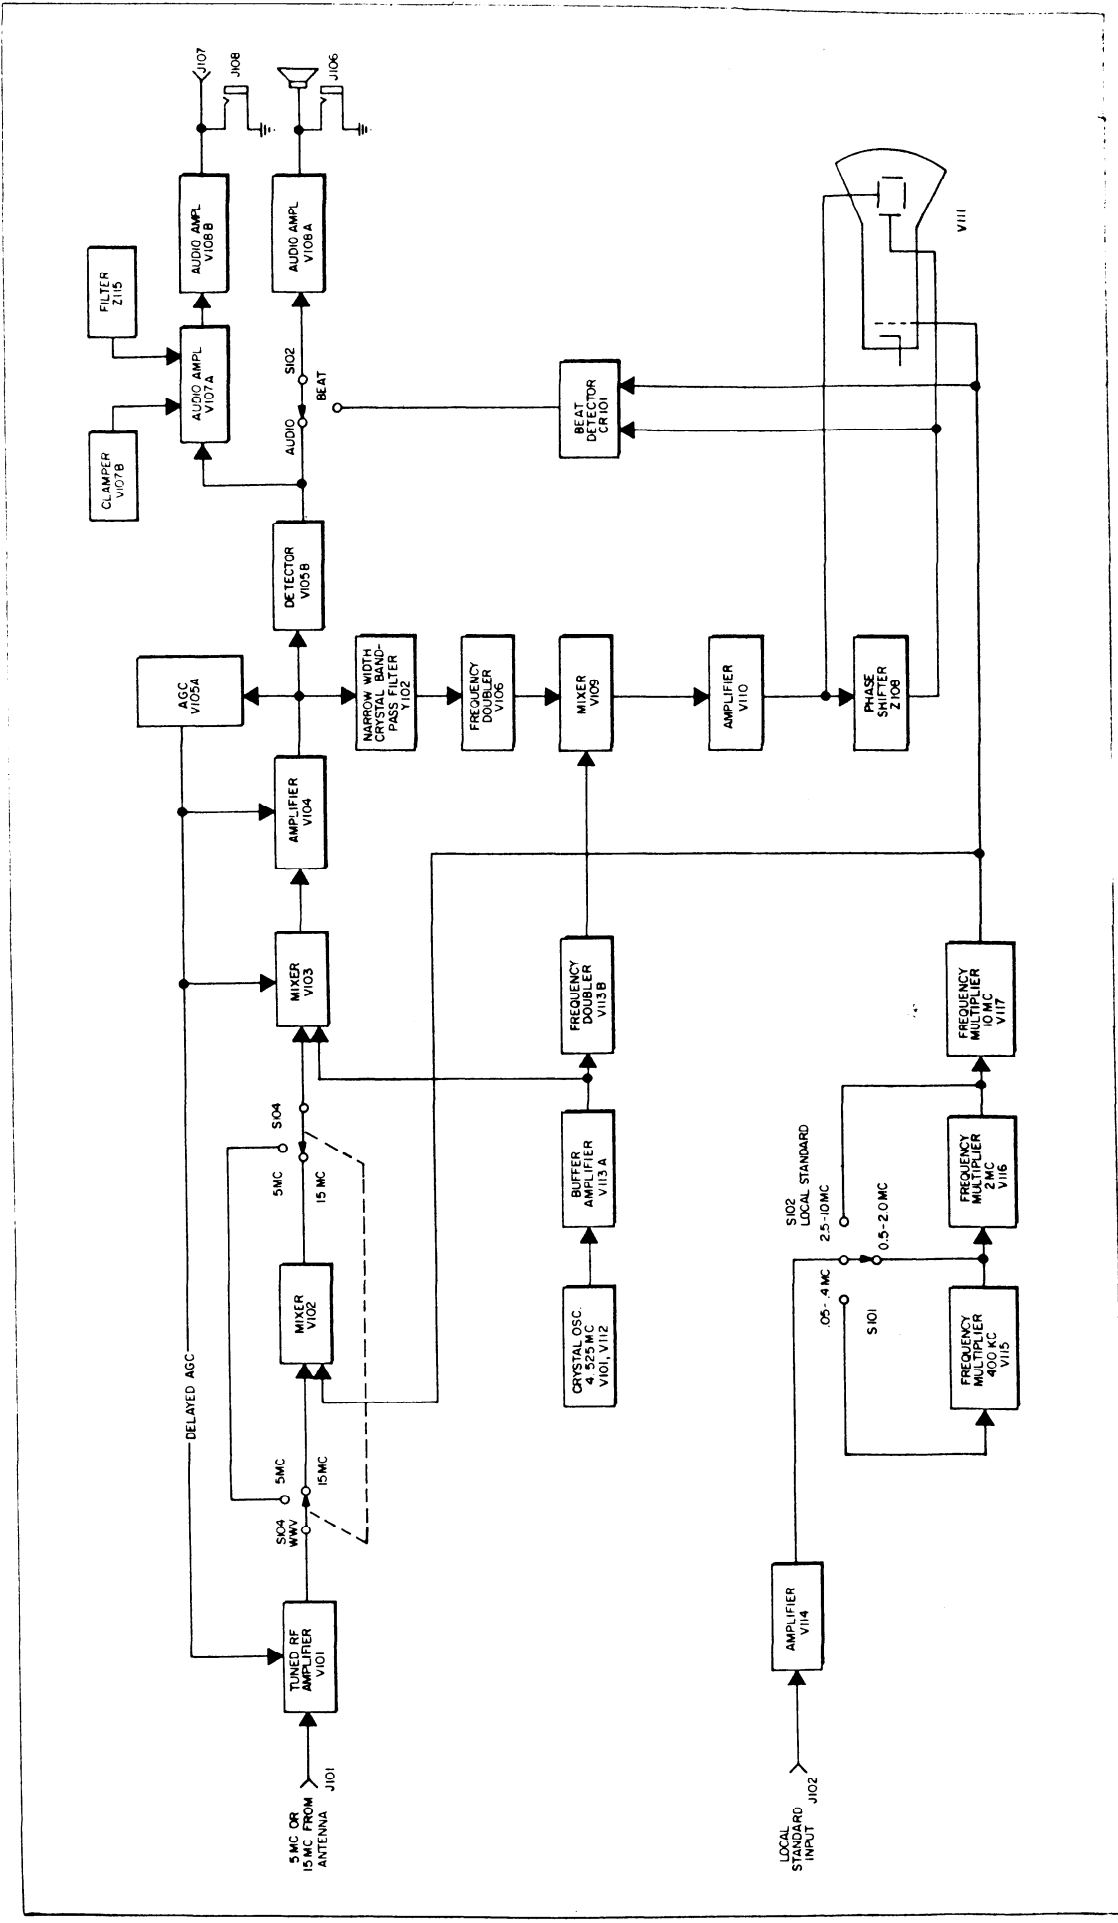 FILTER
Z115
CLAMPER
V107B
AUDIO AMPL
V107A
AUDIO AMPL
V108B
J107
J108
AGC
V105A
DELAYED AGC
5 MC OR
15 MC FROM
ANTENNA
J101
TUNED RF
AMPLIFIER
V101
S104
WWV
5MC
15MC
MIXER
V102
5MC
15 MC
S104
MIXER
V103
AMPLIFIER
V104
DETECTOR
V105B
AUDIO
S102
BEAT
AUDIO AMPL
V108A
J106
NARROW WIDTH
CRYSTAL BAND-
PASS FILTER
Y102
FREQUENCY
DOUBLER
V106
CRYSTAL OSC.
4.525 MC
V101, V112
BUFFER
AMPLIFIER
V113A
FREQUENCY
DOUBLER
V113B
MIXER
V109
BEAT
DETECTOR
CR101
AMPLIFIER
V110
PHASE
SHIFTER
Z108
V111
LOCAL
STANDARD
INPUT
J102
AMPLIFIER
V114
S102
LOCAL STANDARD
.05-.4 MC
2.5-10MC
0.5-2.0 MC
S101
FREQUENCY
MULTIPLIER
400 KC
V115
FREQUENCY
MULTIPLIER
2 MC
V116
FREQUENCY
MULTIPLIER
10 MC
V117